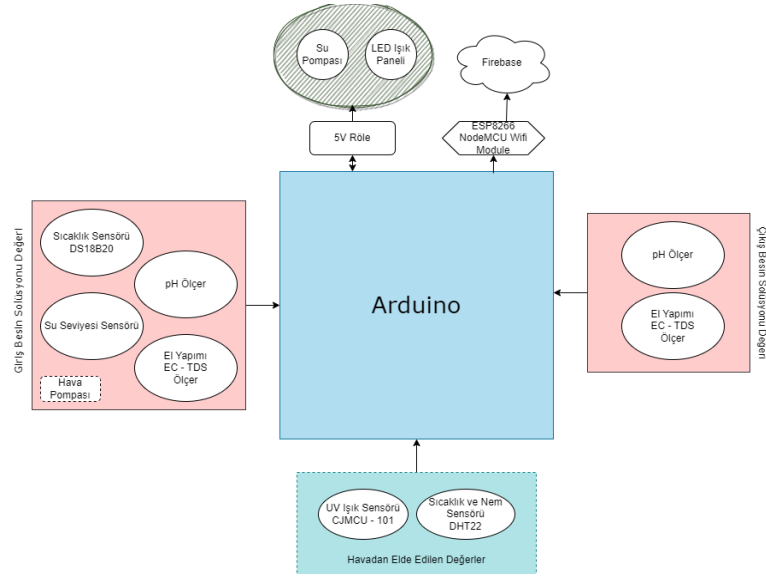 Su
Pompası
LED Işık
Paneli
Firebase
5V Röle
ESP8266
NodeMCU Wifi
Module
Giriş Besin Solüsyonu Değeri
Sıcaklık Sensörü
DS18B20
pH Ölçer
Su Seviyesi Sensörü
El Yapımı
EC - TDS
Ölçer
Hava
Pompası
Arduino
pH Ölçer
El Yapımı
EC - TDS
Ölçer
Çıkış Besin Solüsyonu Değeri
UV Işık Sensörü
CJMCU - 101
Sıcaklık ve Nem
Sensörü
DHT22
Havadan Elde Edilen Değerler